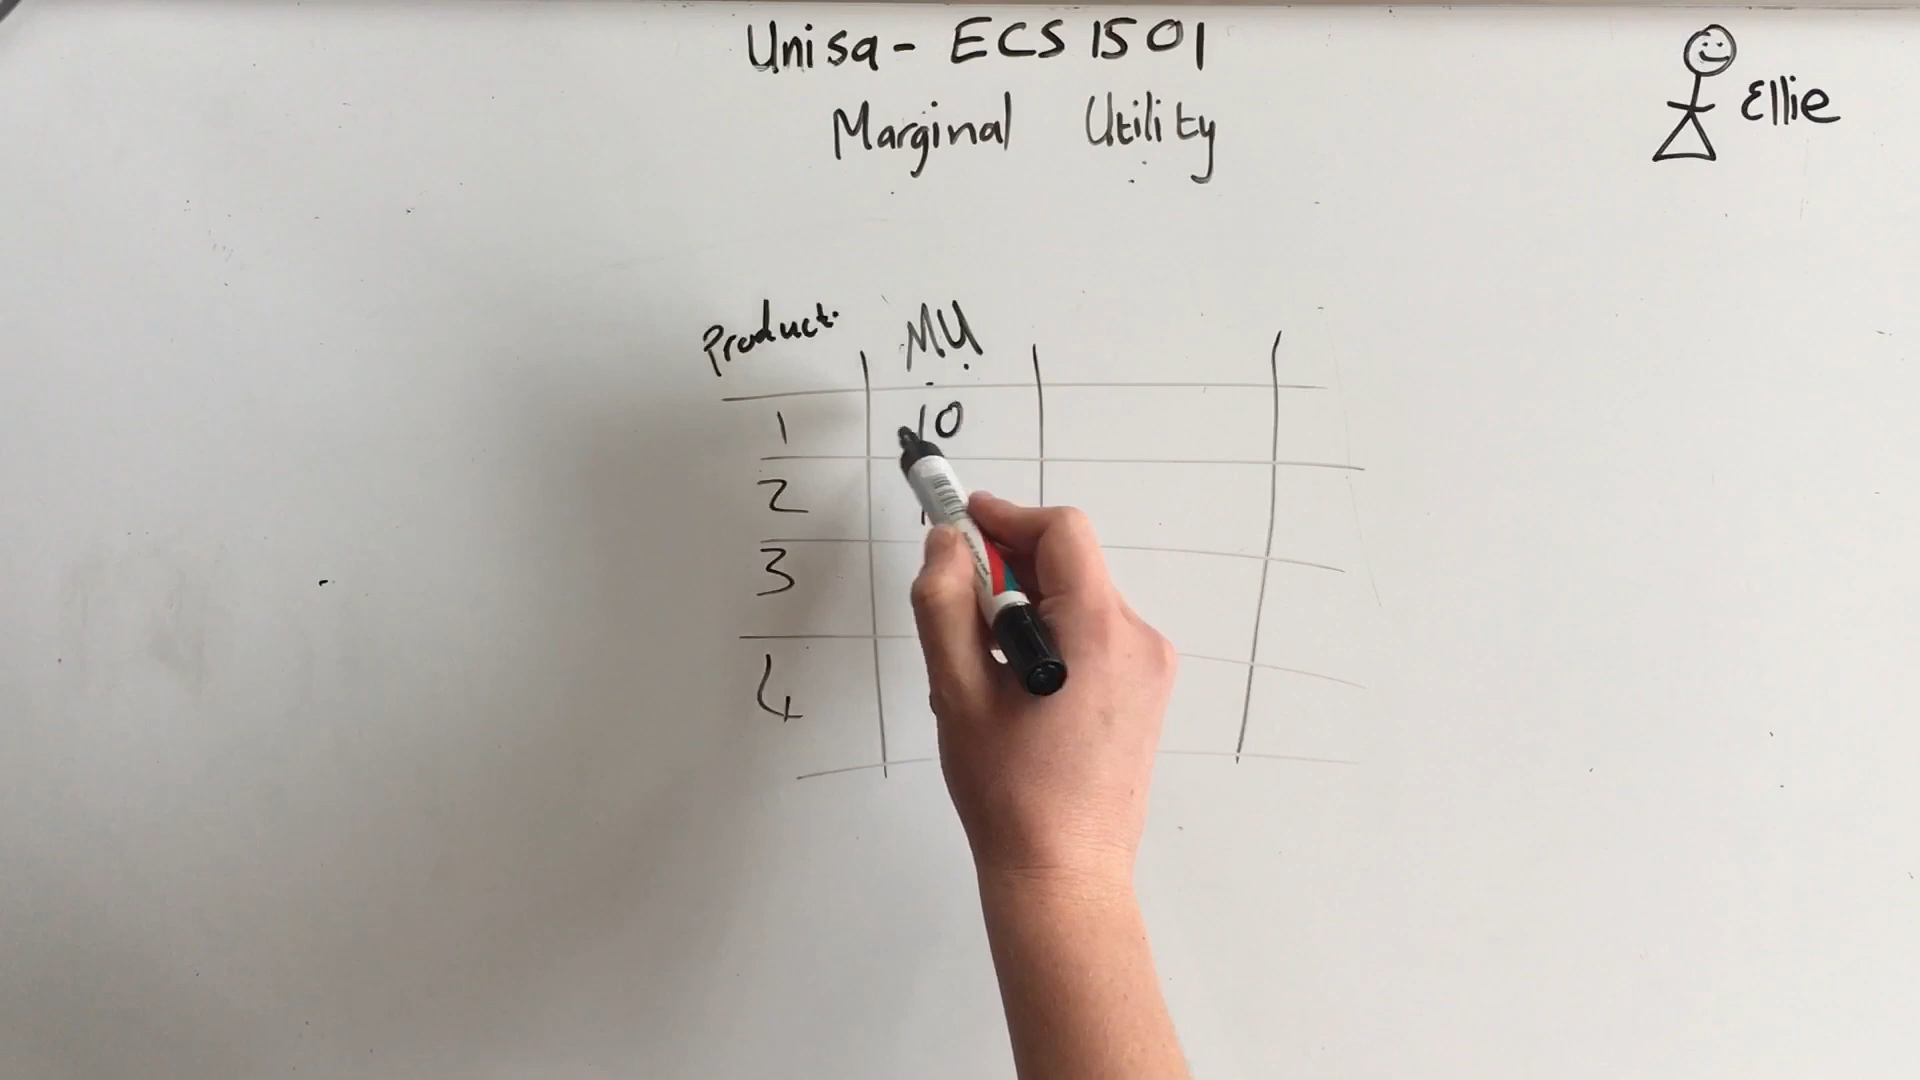 Unisa - ECS 1501
Marginal Utility
Ellie
Product. MU
1 10
2
3
4